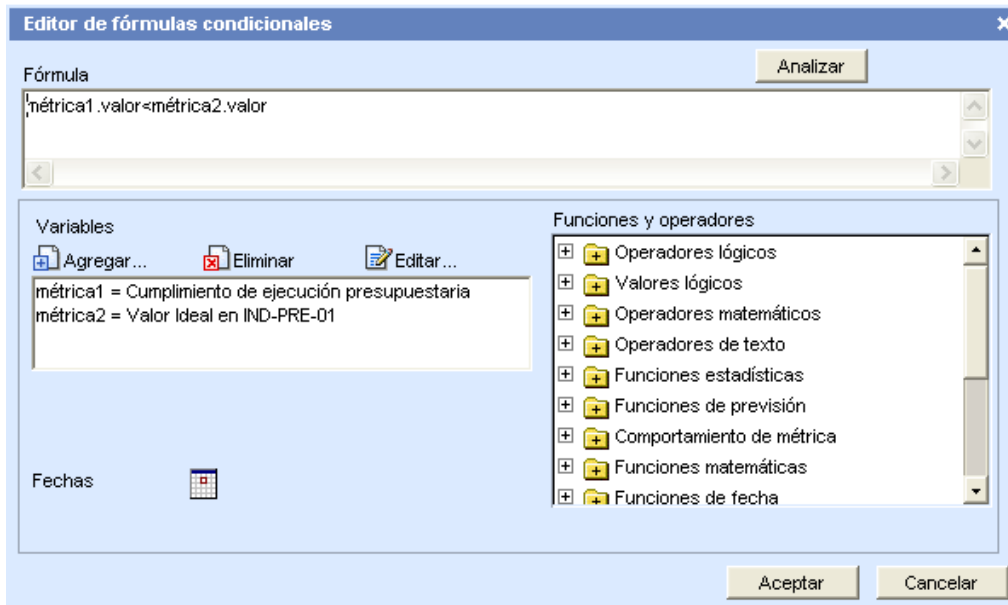 Editor de fórmulas condicionales
Analizar
Fórmula
métrica1.valor<métrica2.valor
Variables
Agregar...
Eliminar
Editar...
métrica1 = Cumplimiento de ejecución presupuestaria
métrica2 = Valor Ideal en IND-PRE-01
Fechas
Funciones y operadores
Operadores lógicos
Valores lógicos
Operadores matemáticos
Operadores de texto
Funciones estadísticas
Funciones de previsión
Comportamiento de métrica
Funciones matemáticas
Funciones de fecha
Aceptar
Cancelar